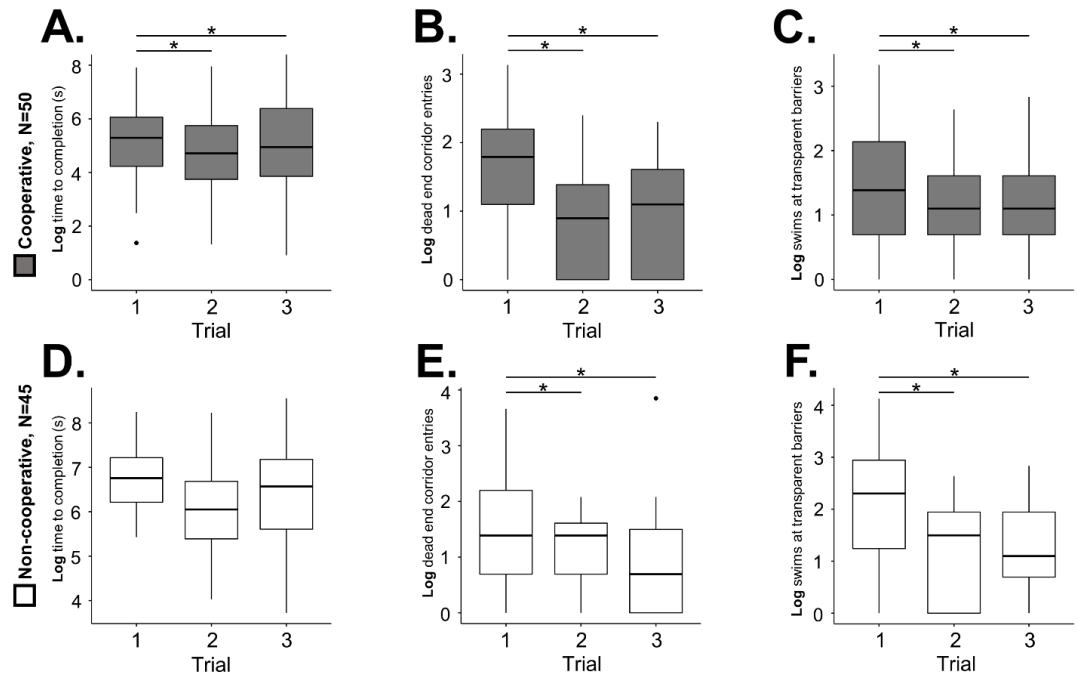 A.
B.
C.
*
*
*
*
*
*
Cooperative, N=50
Log time to completion (s)
8
6
4
2
0
1 2 3
Trial
Log dead end corridor entries
3
2
1
0
1 2 3
Trial
Log swims at transparent barriers
3
2
1
0
1 2 3
Trial
D.
E.
F.
*
*
*
*
Non-cooperative, N=45
Log time to completion (s)
8
7
6
5
4
1 2 3
Trial
Log dead end corridor entries
4
3
2
1
0
1 2 3
Trial
Log swims at transparent barriers
4
3
2
1
0
1 2 3
Trial